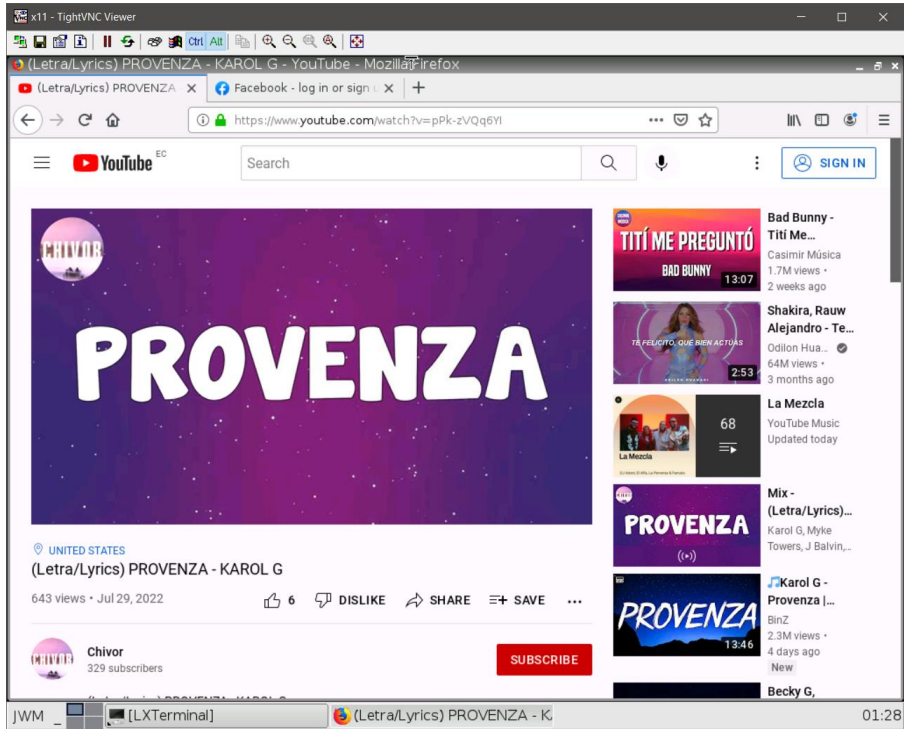 x11 - TightVNC Viewer
Ctrl Alt
(Letra/Lyrics) PROVENZA - KAROL G - YouTube - Mozilla Firefox
(Letra/Lyrics) PROVENZA
Facebook - log in or sign
https://www.youtube.com/watch?v=pPk-zVQq6YI
YouTube EC
Search
SIGN IN
CHIVOR
PROVENZA
UNITED STATES
(Letra/Lyrics) PROVENZA - KAROL G
643 views • Jul 29, 2022
6
DISLIKE
SHARE
SAVE
CHIVOR
Chivor
329 subscribers
SUBSCRIBE
TITÍ ME PREGUNTÓ
BAD BUNNY
13:07
Bad Bunny -
Tití Me...
Casimir Música
1.7M views •
2 weeks ago
TE FELICITO, QUÉ BIEN ACTÚAS
2:53
Shakira, Rauw
Alejandro - Te...
Odilon Hua...
64M views •
3 months ago
La Mezcla
68
La Mezcla
YouTube Music
Updated today
PROVENZA
Mix -
(Letra/Lyrics)...
Karol G, Myke
Towers, J Balvin,...
PROVENZA
13:46
🎵Karol G -
Provenza |...
BinZ
2.3M views •
4 days ago
New
Becky G,
JWM
[LXTerminal]
(Letra/Lyrics) PROVENZA - K
01:28